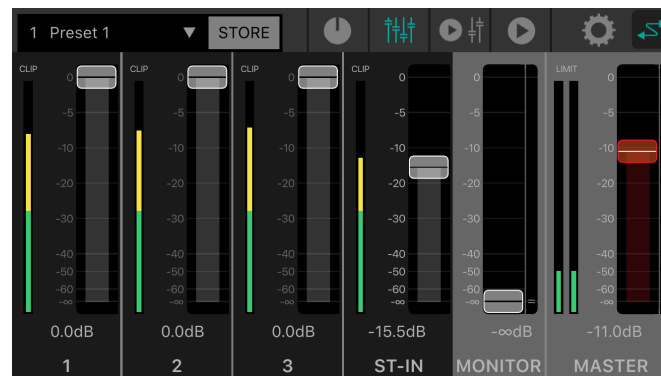 1 Preset 1 ▼ STORE
CLIP CLIP CLIP CLIP LIMIT
0 0 0 0 0 0
-5 -5 -5 -5 -5 -5
-10 -10 -10 -10 -10 -10
-20 -20 -20 -20 -20 -20
-30 -30 -30 -30 -30 -30
-40 -40 -40 -40 -40 -40
-50 -50 -50 -50 -50 -50
-60 -60 -60 -60 -60 -60
-∞ -∞ -∞ -∞ -∞ -∞
0.0dB 0.0dB 0.0dB -15.5dB -∞dB -11.0dB
1 2 3 ST-IN MONITOR MASTER